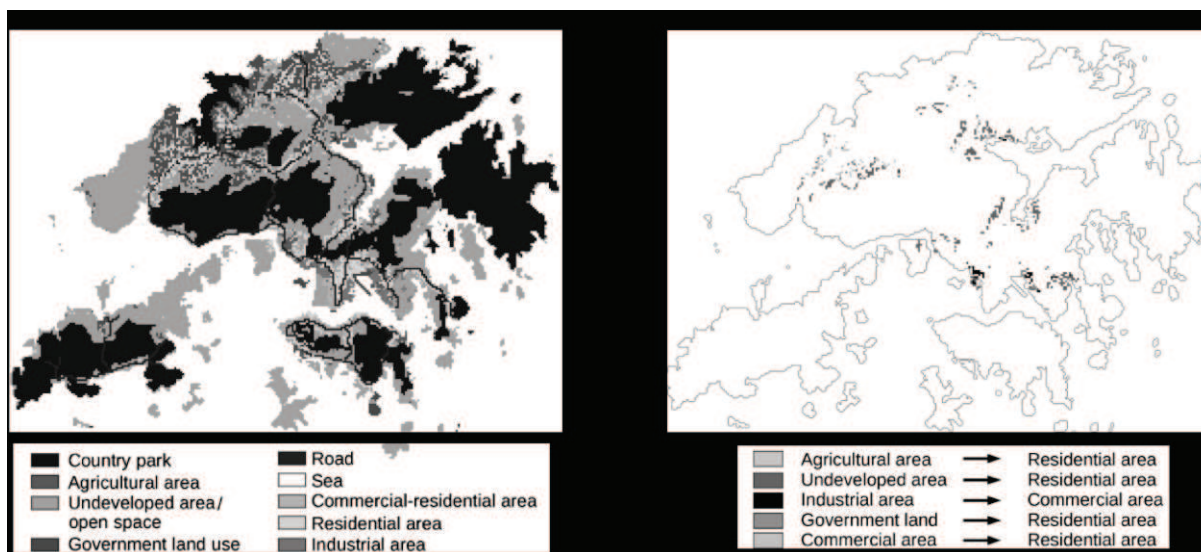 Country park
Agricultural area
Undeveloped area/
open space
Government land use
Road
Sea
Commercial-residential area
Residential area
Industrial area
Agricultural area → Residential area
Undeveloped area → Residential area
Industrial area → Commercial area
Government land → Residential area
Commercial area → Residential area